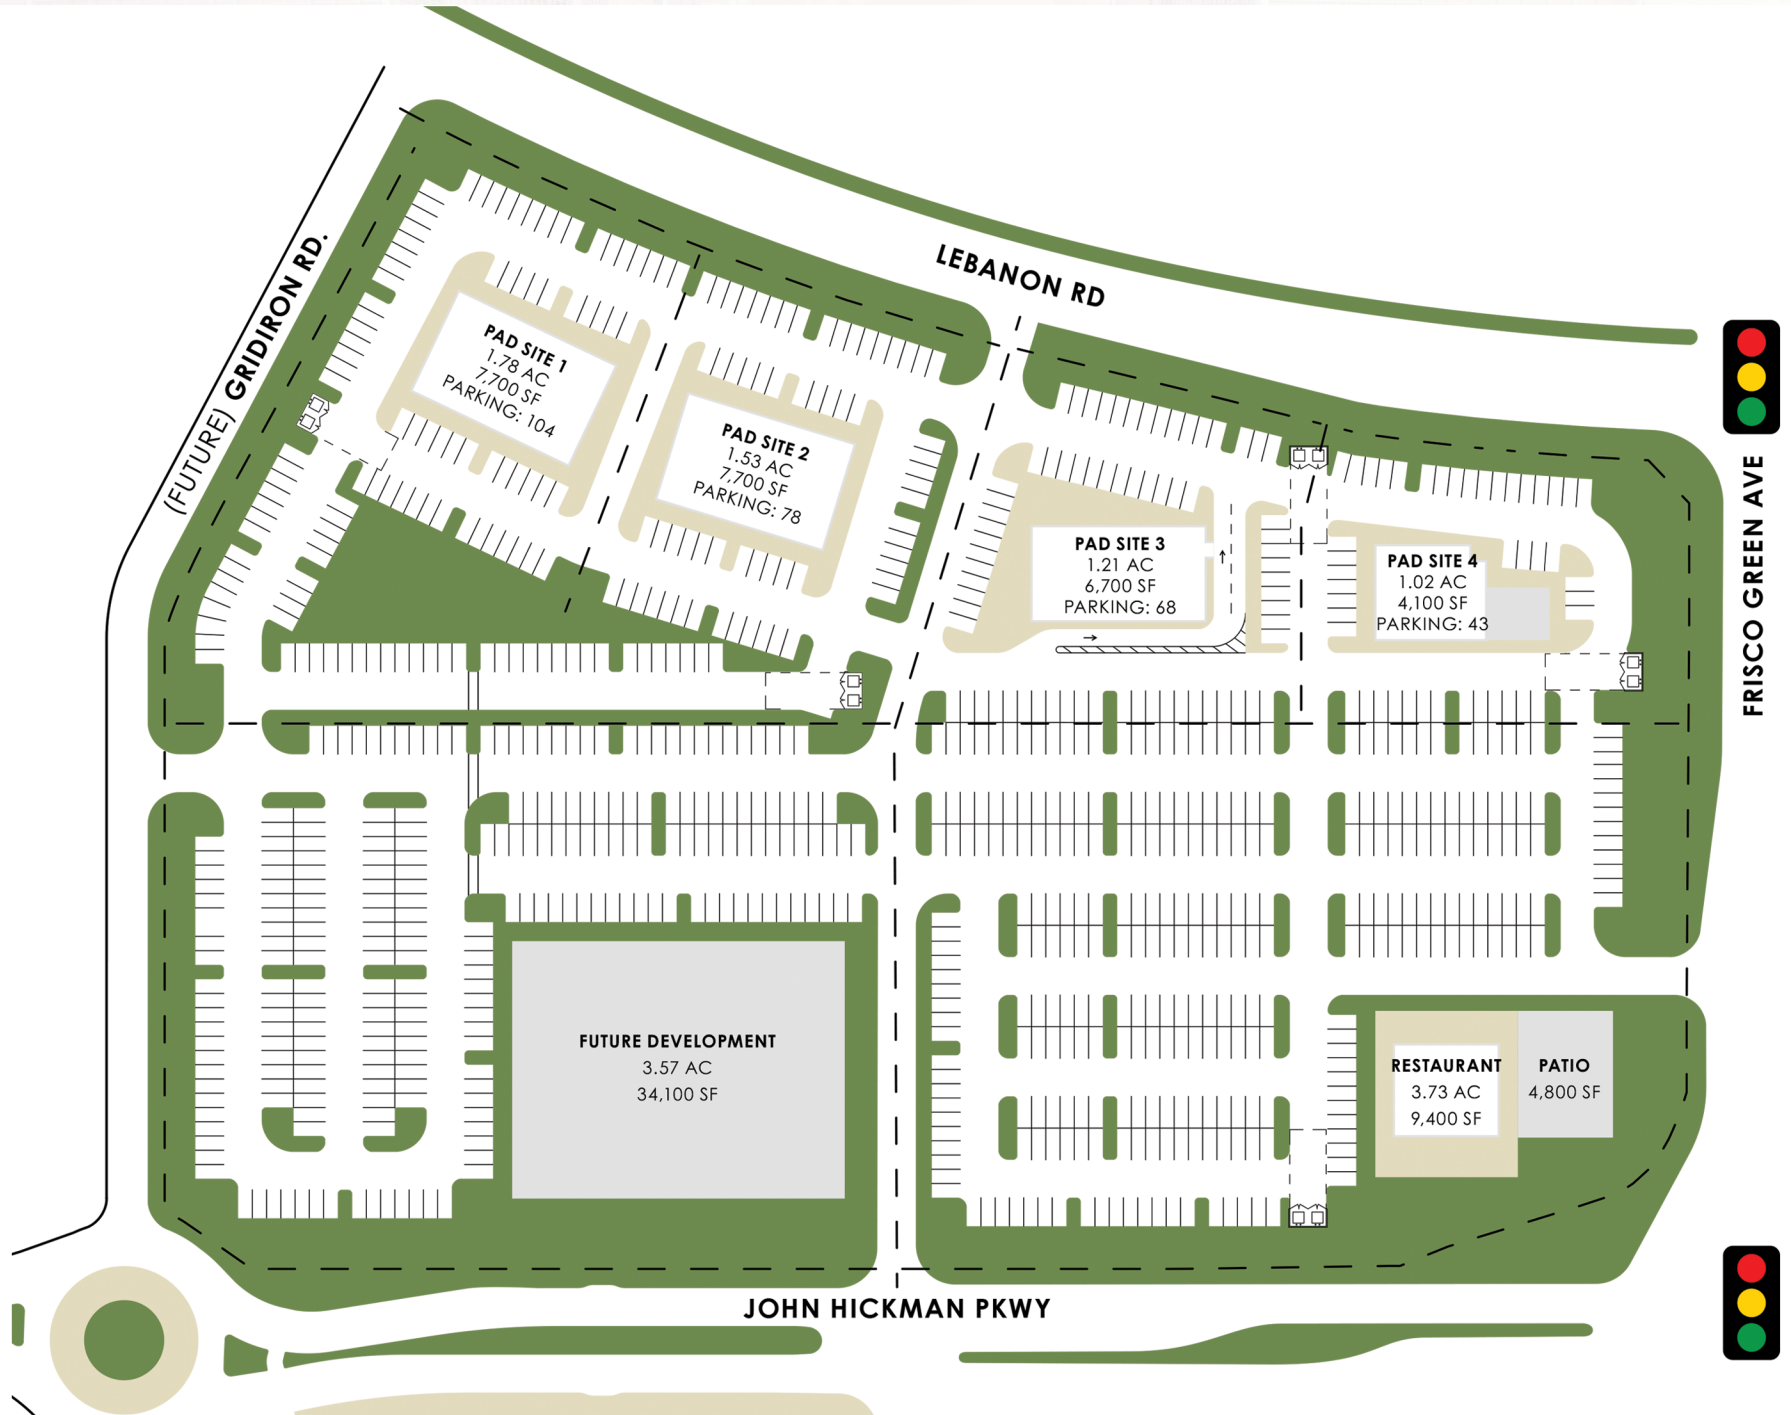 LEBANON RD
(FUTURE) GRIDIRON RD.
FRISCO GREEN AVE
PAD SITE 1
1.78 AC
7,700 SF
PARKING: 104
PAD SITE 2
1.53 AC
7,700 SF
PARKING: 78
PAD SITE 3
1.21 AC
6,700 SF
PARKING: 68
PAD SITE 4
1.02 AC
4,100 SF
PARKING: 43
FUTURE DEVELOPMENT
3.57 AC
34,100 SF
RESTAURANT
3.73 AC
9,400 SF
PATIO
4,800 SF
JOHN HICKMAN PKWY